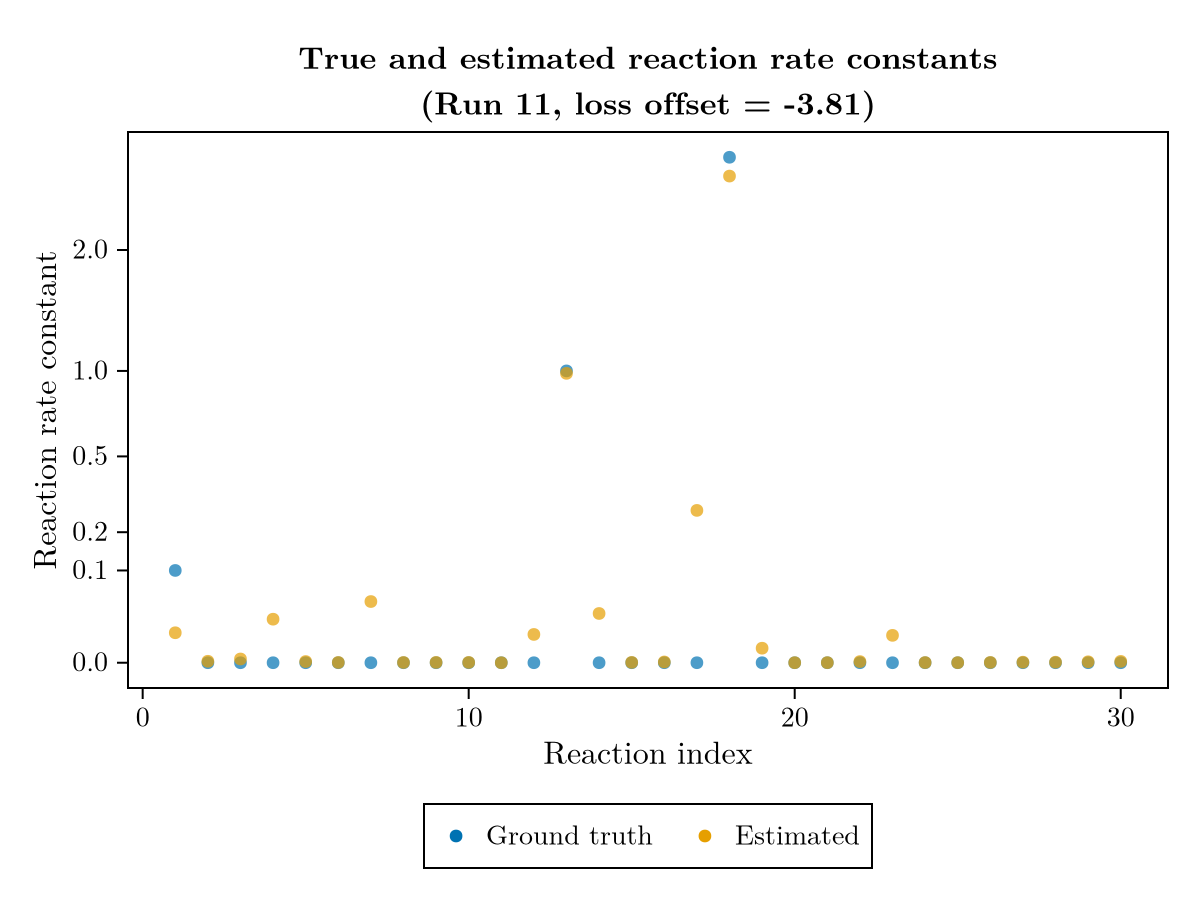 True and estimated reaction rate constants
(Run 11, loss offset = -3.81)
Reaction rate constant
2.0
1.0
0.5
0.2
0.1
0.0
0 10 20 30
Reaction index
Ground truth Estimated